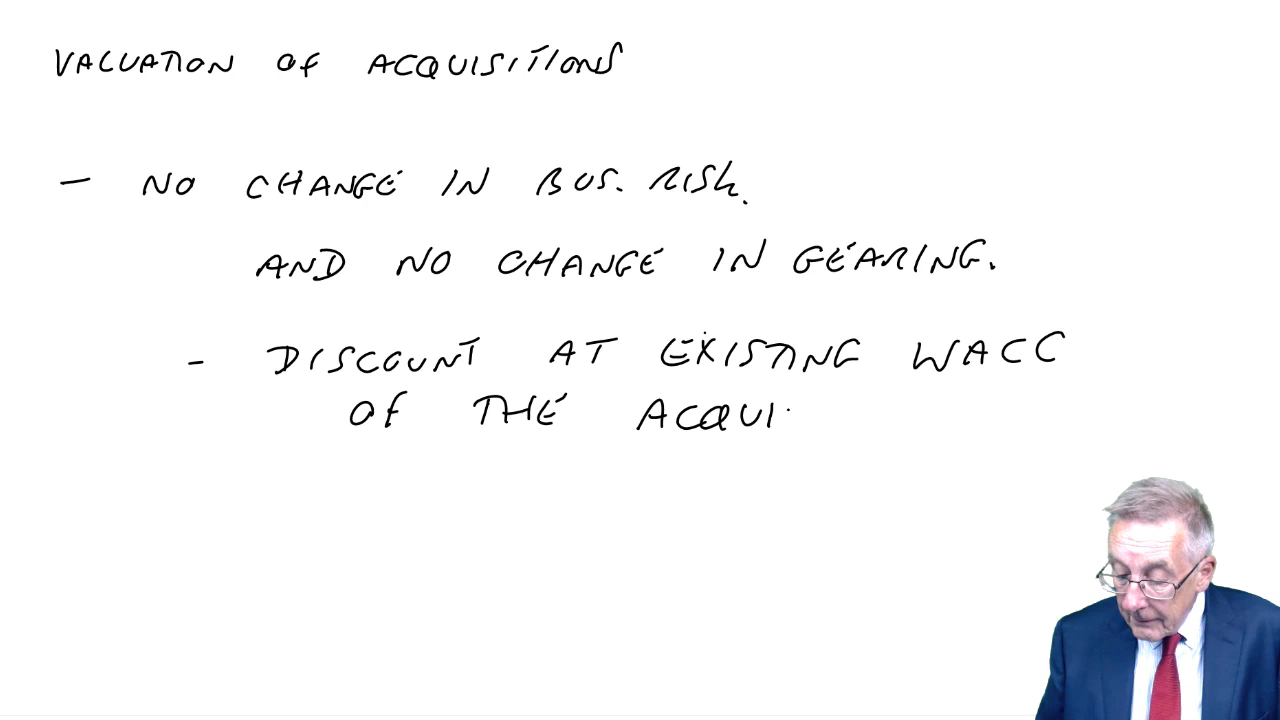 VALUATION OF ACQUISITIONS
- NO CHANGE IN BUS. RISK.
AND NO CHANGE IN GEARING.
- DISCOUNT AT EXISTING WACC
OF THE ACQUI